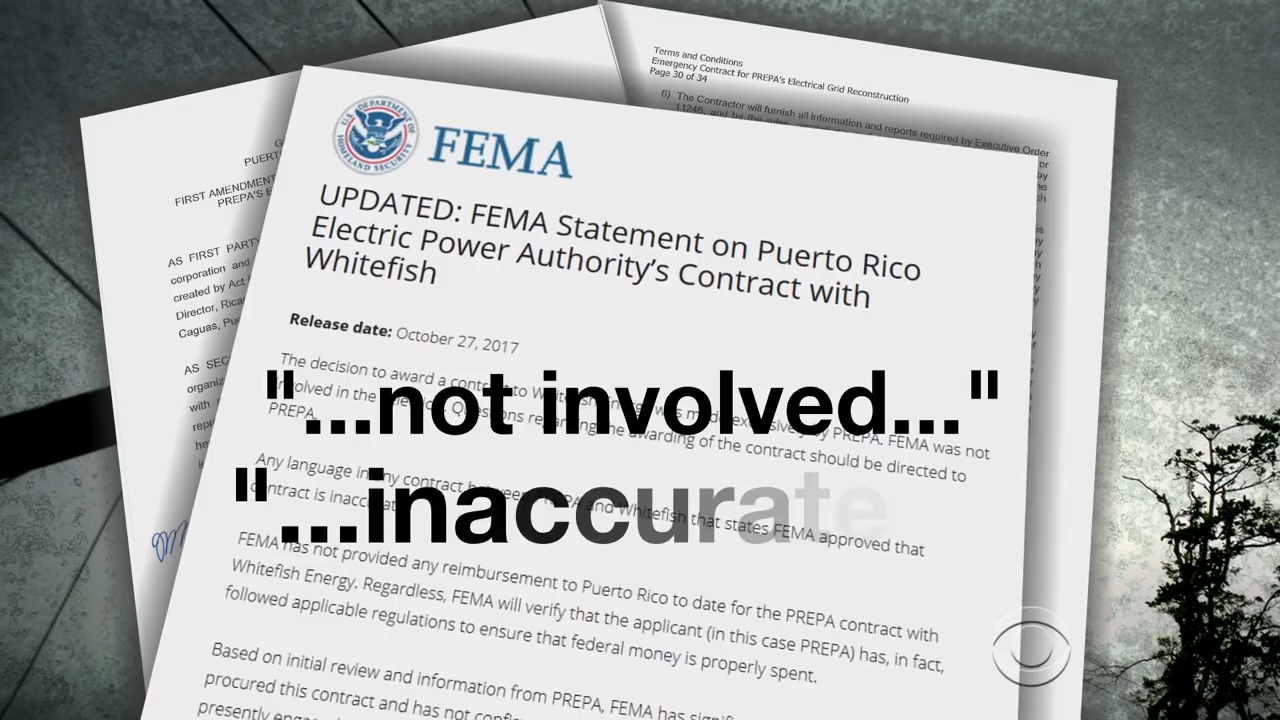 Terms and Conditions
Emergency Contract for PREPA's Electrical Grid Reconstruction
Page 30 of 34
6) The Contractor will furnish all information and reports required by Executive Order
FIRST AMENDMENT
PREPA'S
AS FIRST PARTY
corporation and
created by Act
Director,
Caguas,
AS
with
U.S. DEPARTMENT OF HOMELAND SECURITY
FEMA
UPDATED: FEMA Statement on Puerto Rico
Electric Power Authority's Contract with
Whitefish
Release date: October 27, 2017
The decision to award a contract to Whitefish Energy was made exclusively by PREPA. FEMA was not
involved in the selection. Questions regarding the awarding of the contract should be directed to
PREPA.
"...not involved..."
Any language in any contract between PREPA and Whitefish that states FEMA approved that
contract is inaccurate.
"...inaccurate
FEMA has not provided any reimbursement to Puerto Rico to date for the PREPA contract with
Whitefish Energy. Regardless, FEMA will verify that the applicant (in this case PREPA) has, in fact,
followed applicable regulations to ensure that federal money is properly spent.
Based on initial review and information from PREPA, FEMA has
procured this contract and has not
presently